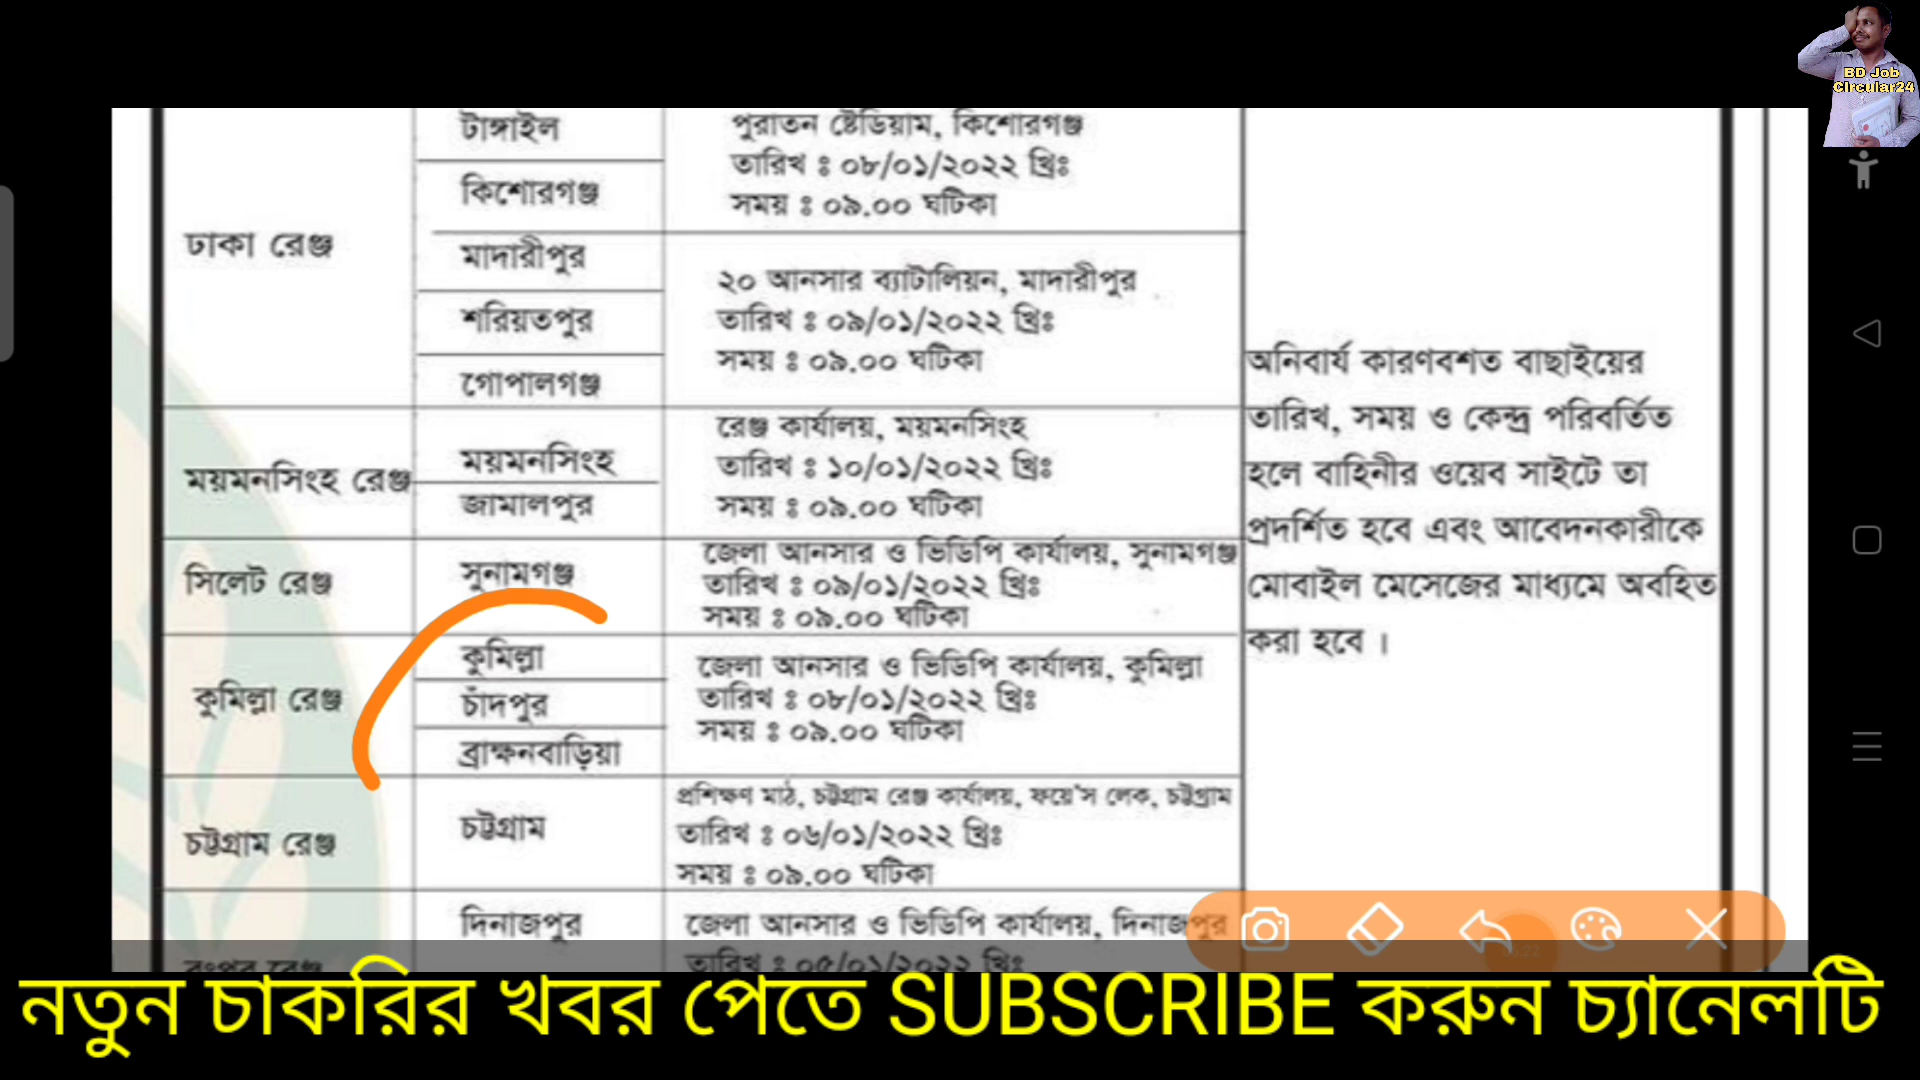 BD Job
Circular24
টাঙ্গাইল
পুরাতন ষ্টেডিয়াম, কিশোরগঞ্জ
তারিখ ঃ ০৮/০১/২০২২ খ্রিঃ
সময় ঃ ০৯.০০ ঘটিকা
কিশোরগঞ্জ
ঢাকা রেঞ্জ
মাদারীপুর
শরিয়তপুর
গোপালগঞ্জ
২০ আনসার ব্যাটালিয়ন, মাদারীপুর
তারিখ ঃ ০৯/০১/২০২২ খ্রিঃ
সময় ঃ ০৯.০০ ঘটিকা
ময়মনসিংহ রেঞ্জ
ময়মনসিংহ
জামালপুর
রেঞ্জ কার্যালয়, ময়মনসিংহ
তারিখ ঃ ১০/০১/২০২২ খ্রিঃ
সময় ঃ ০৯.০০ ঘটিকা
সিলেট রেঞ্জ
সুনামগঞ্জ
জেলা আনসার ও ভিডিপি কার্যালয়, সুনামগঞ্জ
তারিখ ঃ ০৯/০১/২০২২ খ্রিঃ
সময় ঃ ০৯.০০ ঘটিকা
কুমিল্লা রেঞ্জ
কুমিল্লা
চাঁদপুর
ব্রাক্ষনবাড়িয়া
জেলা আনসার ও ভিডিপি কার্যালয়, কুমিল্লা
তারিখ ঃ ০৮/০১/২০২২ খ্রিঃ
সময় ঃ ০৯.০০ ঘটিকা
চট্টগ্রাম রেঞ্জ
চট্টগ্রাম
প্রশিক্ষণ মাঠ, চট্টগ্রাম রেঞ্জ কার্যালয়, ফয়ে'স লেক, চট্টগ্রাম
তারিখ ঃ ০৬/০১/২০২২ খ্রিঃ
সময় ঃ ০৯.০০ ঘটিকা
রংপুর রেঞ্জ
দিনাজপুর
জেলা আনসার ও ভিডিপি কার্যালয়, দিনাজপুর
তারিখ ঃ ০৫/০১/২০২২ খ্রিঃ
অনিবার্য কারণবশত বাছাইয়ের
তারিখ, সময় ও কেন্দ্র পরিবর্তিত
হলে বাহিনীর ওয়েব সাইটে তা
প্রদর্শিত হবে এবং আবেদনকারীকে
মোবাইল মেসেজের মাধ্যমে অবহিত
করা হবে ।
নতুন চাকরির খবর পেতে SUBSCRIBE করুন চ্যানেলটি